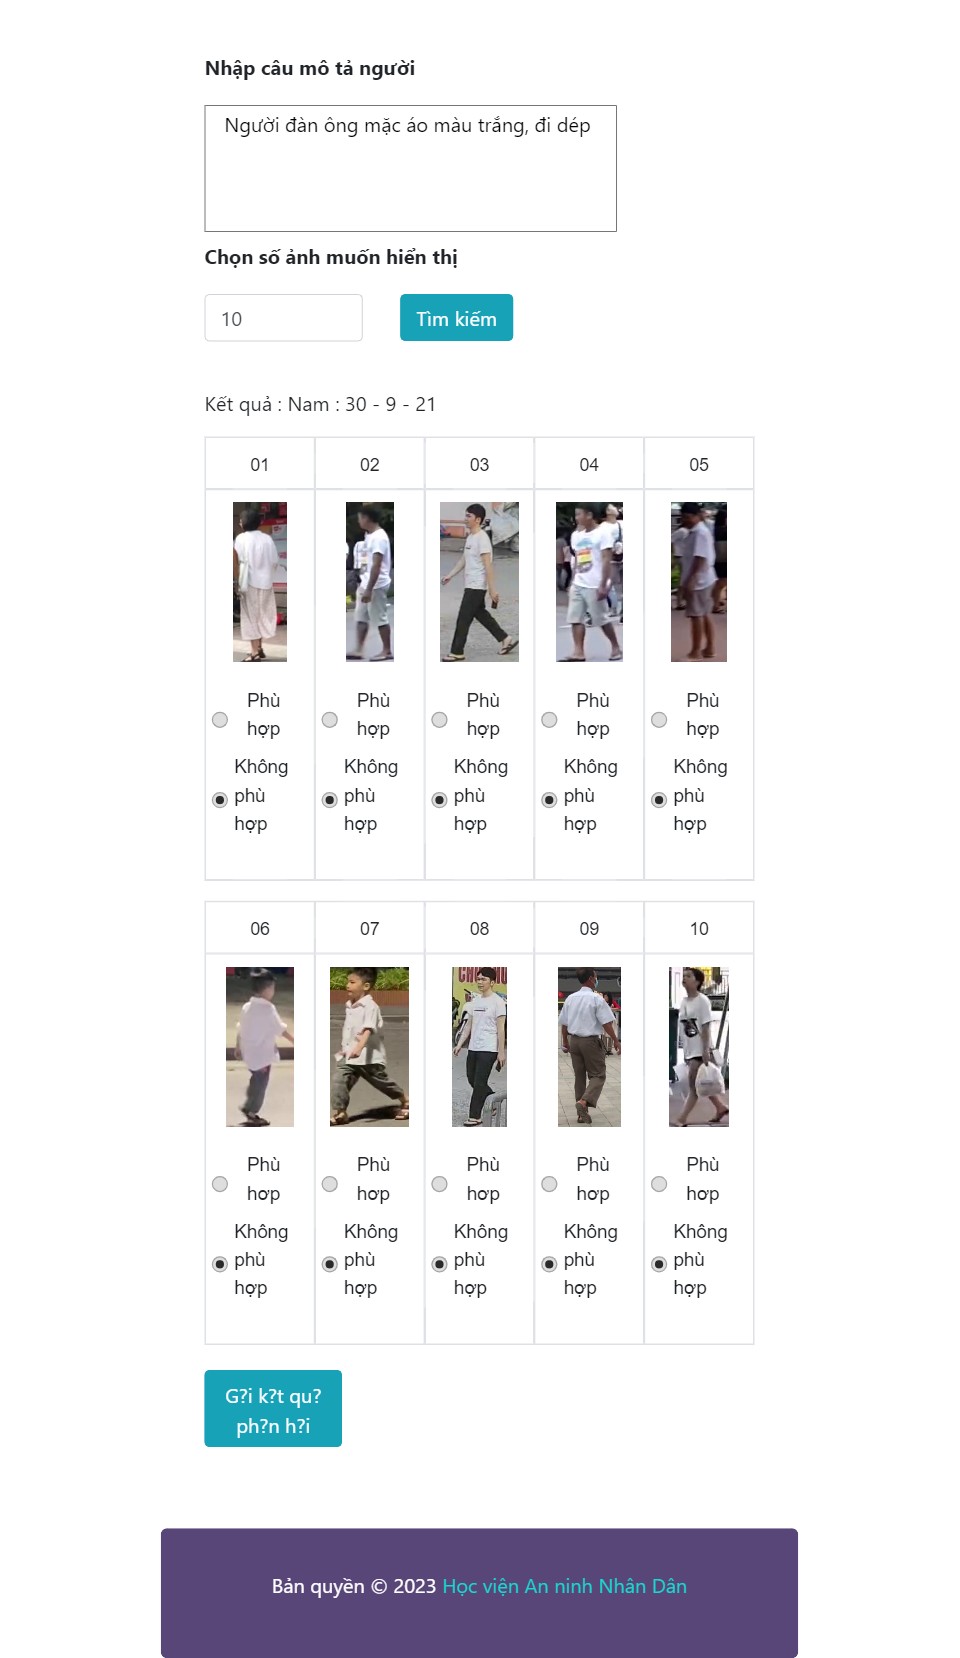 Nhập câu mô tả người
Người đàn ông mặc áo màu trắng, đi dép
Chọn số ảnh muốn hiển thị
10
Tìm kiếm
Kết quả : Nam : 30 - 9 - 21
01 02 03 04 05
Phù Phù Phù Phù Phù
hợp hợp hợp hợp hợp
Không Không Không Không Không
phù phù phù phù phù
hợp hợp hợp hợp hợp
06 07 08 09 10
Phù Phù Phù Phù Phù
hơp hơp hơp hơp hơp
Không Không Không Không Không
phù phù phù phù phù
hợp hợp hợp hợp hợp
G?i k?t qu?
ph?n h?i
Bản quyền © 2023 Học viện An ninh Nhân Dân